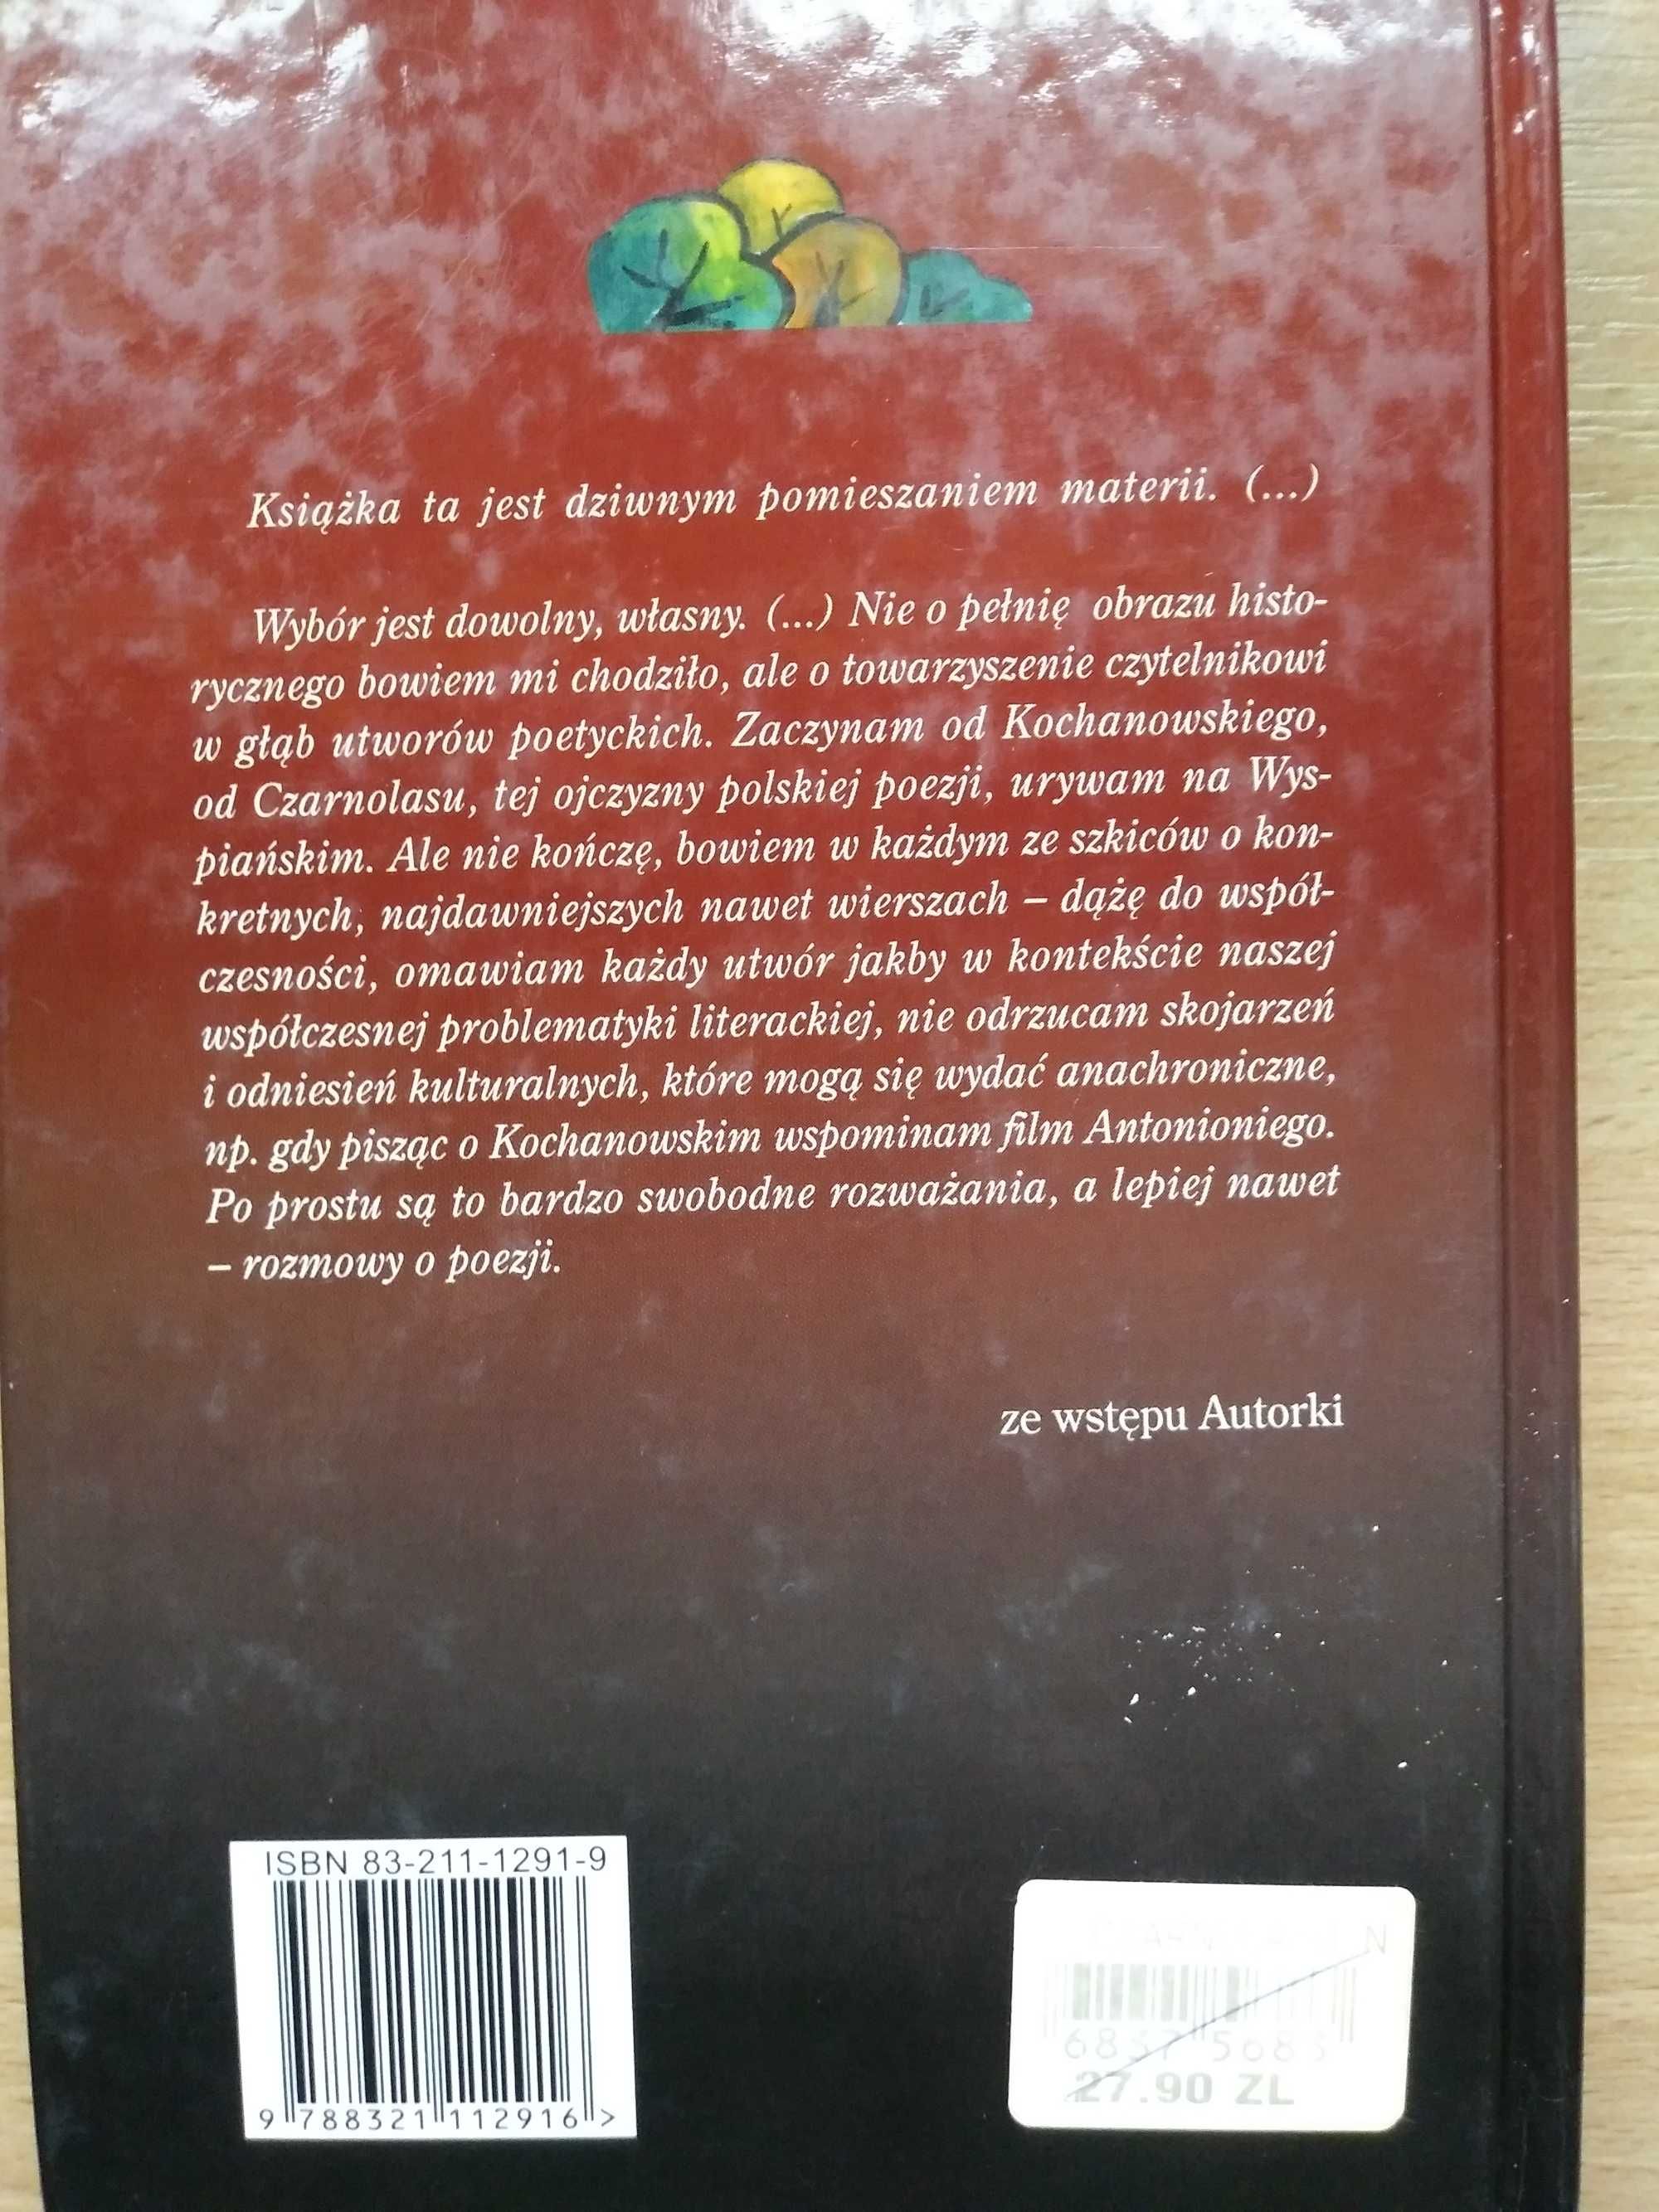 Książka ta jest dziwnym pomieszaniem materii. (...)
Wybór jest dowolny, własny. (...) Nie o pełnię obrazu histo-
rycznego bowiem mi chodziło, ale o towarzyszenie czytelnikowi
w głąb utworów poetyckich. Zaczynam od Kochanowskiego,
od Czarnolasu, tej ojczyzny polskiej poezji, urywam na Wys-
piańskim. Ale nie kończę, bowiem w każdym ze szkiców o kon-
kretnych, najdawniejszych nawet wierszach – dążę do współ-
czesności, omawiam każdy utwór jakby w kontekście naszej
współczesnej problematyki literackiej, nie odrzucam skojarzeń
i odniesień kulturalnych, które mogą się wydać anachroniczne,
np. gdy pisząc o Kochanowskim wspominam film Antonioniego.
Po prostu są to bardzo swobodne rozważania, a lepiej nawet
– rozmowy o poezji.
ze wstępu Autorki
ISBN 83-211-1291-9
9 788321 112916 >
27.90 ZL